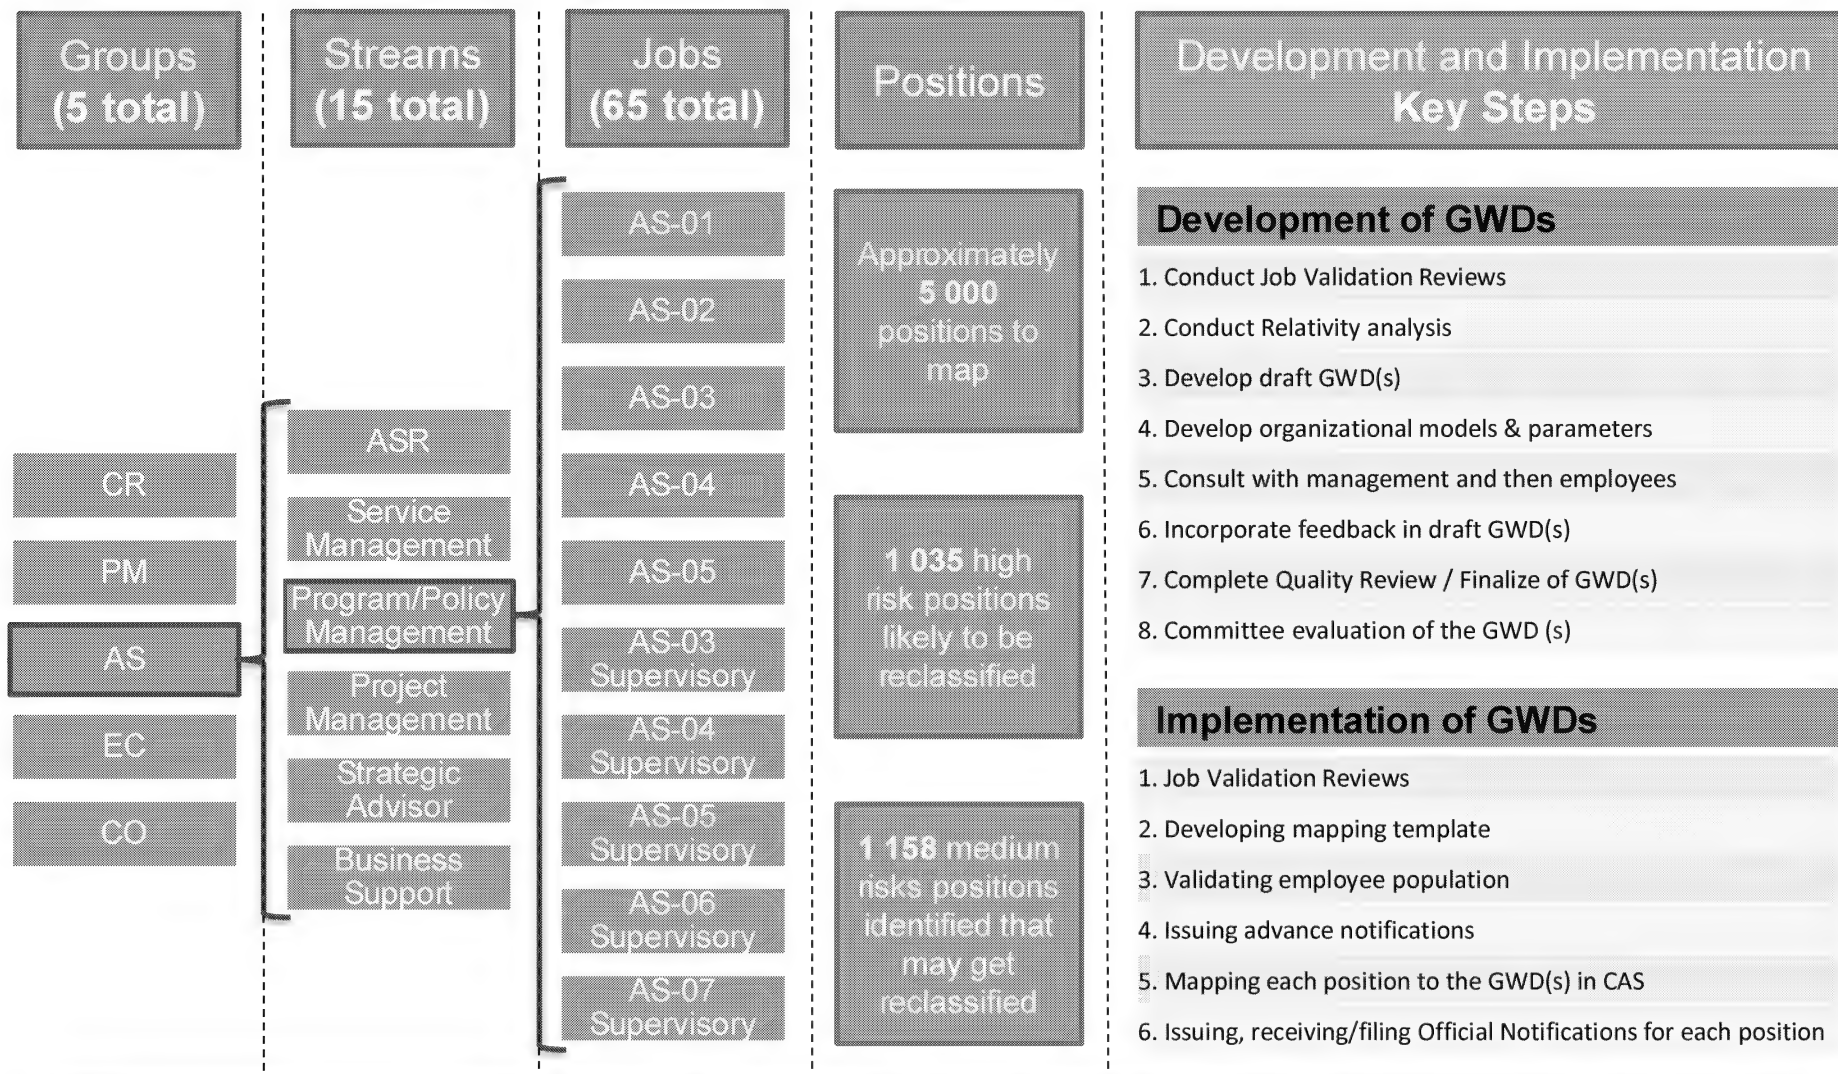 Groups
(5 total)
Streams
(15 total)
Jobs
(65 total)
Positions
Development and Implementation
Key Steps
CR
PM
AS
EC
CO
ASR
Service
Management
Program/Policy
Management
Project
Management
Strategic
Advisor
Business
Support
AS-01
AS-02
AS-03
AS-04
AS-05
AS-03
Supervisory
AS-04
Supervisory
AS-05
Supervisory
AS-06
Supervisory
AS-07
Supervisory
Approximately
5 000
positions to
map
1 035 high
risk positions
likely to be
reclassified
1 158 medium
risks positions
identified that
may get
reclassified
Development of GWDs
1. Conduct Job Validation Reviews
2. Conduct Relativity analysis
3. Develop draft GWD(s)
4. Develop organizational models & parameters
5. Consult with management and then employees
6. Incorporate feedback in draft GWD(s)
7. Complete Quality Review / Finalize of GWD(s)
8. Committee evaluation of the GWD (s)
Implementation of GWDs
1. Job Validation Reviews
2. Developing mapping template
3. Validating employee population
4. Issuing advance notifications
5. Mapping each position to the GWD(s) in CAS
6. Issuing, receiving/filing Official Notifications for each position